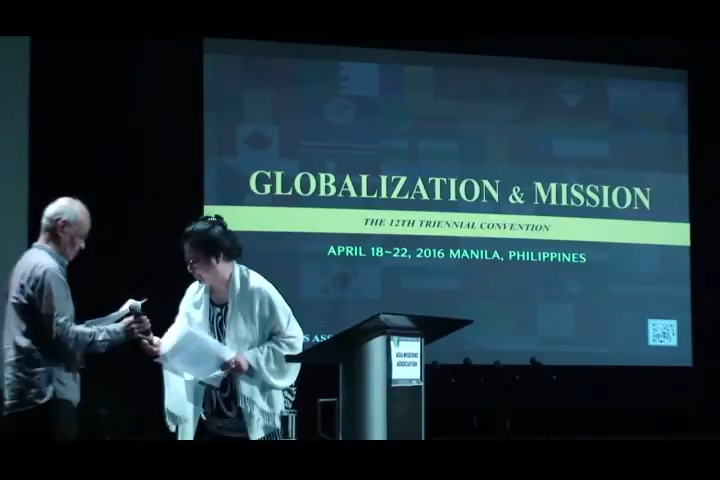 GLOBALIZATION & MISSION
THE 12TH TRIENNIAL CONVENTION
APRIL 18~22, 2016 MANILA, PHILIPPINES
ASIA MISSIONS
ASSOCIATION